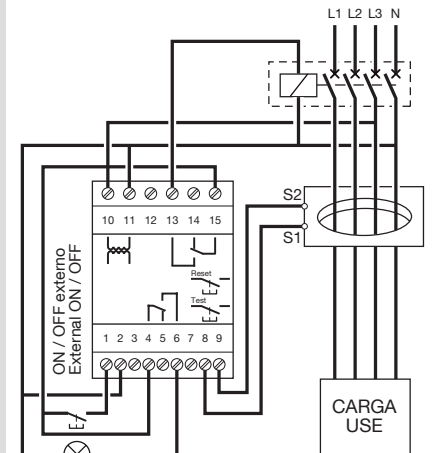 L1 L2 L3 N
S2
S1
10 11 12 13 14 15
Reset
Test
1 2 3 4 5 6 7 8 9
ON / OFF externo
External ON / OFF
CARGA
USE